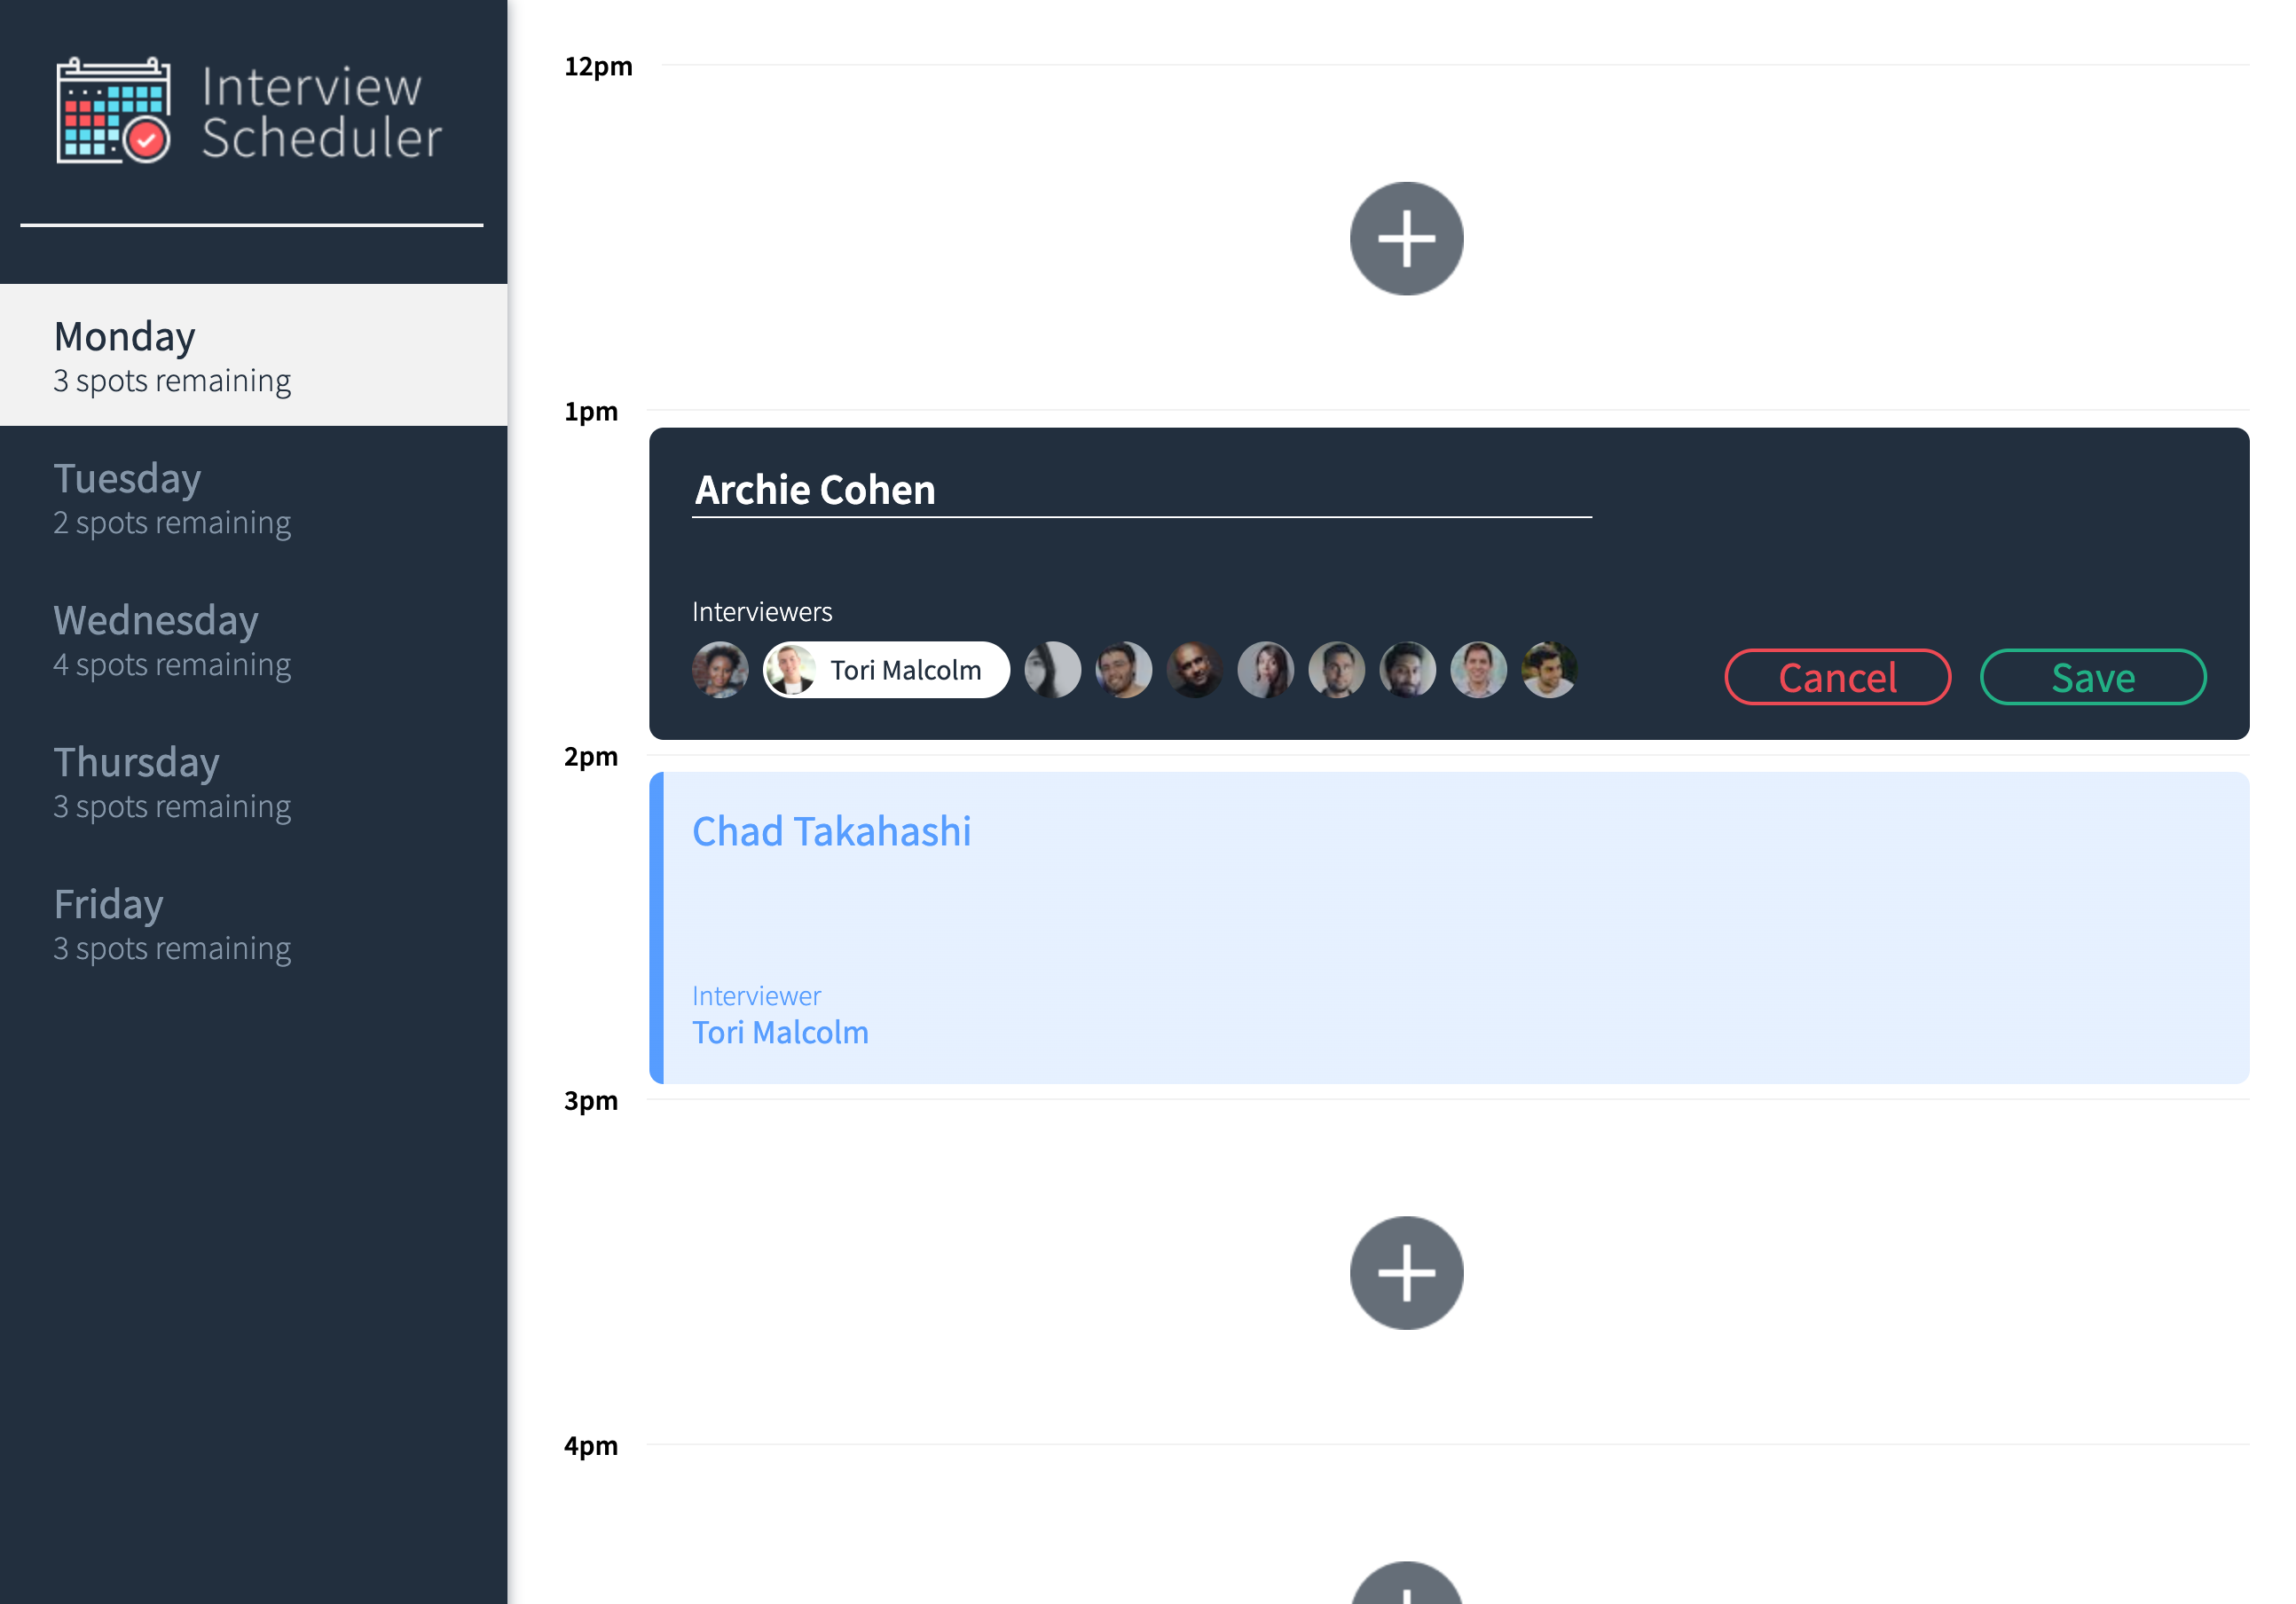 Interview
Scheduler
Monday
3 spots remaining
Tuesday
2 spots remaining
Wednesday
4 spots remaining
Thursday
3 spots remaining
Friday
3 spots remaining
12pm
1pm
Archie Cohen
Interviewers
Tori Malcolm
Cancel
Save
2pm
Chad Takahashi
Interviewer
Tori Malcolm
3pm
4pm